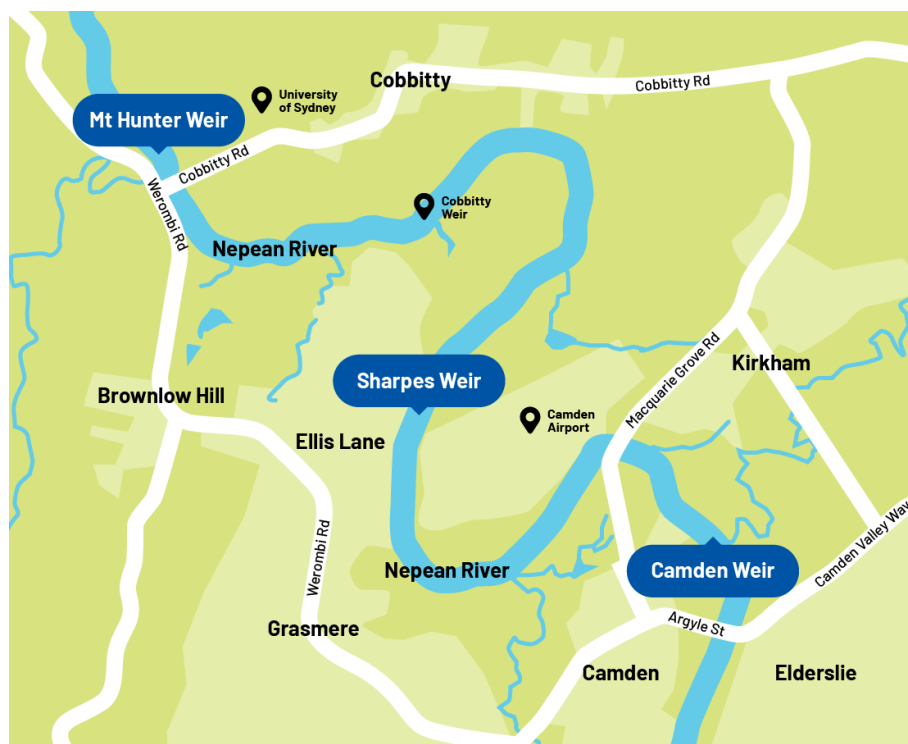 Cobbitty
Cobbitty Rd
University
of Sydney
Mt Hunter Weir
Cobbitty Rd
Werombi Rd
Cobbitty
Weir
Nepean River
Macquarie Grove Rd
Kirkham
Sharpes Weir
Brownlow Hill
Camden
Airport
Ellis Lane
Camden Valley Way
Werombi Rd
Nepean River
Camden Weir
Grasmere
Argyle St
Camden
Elderslie